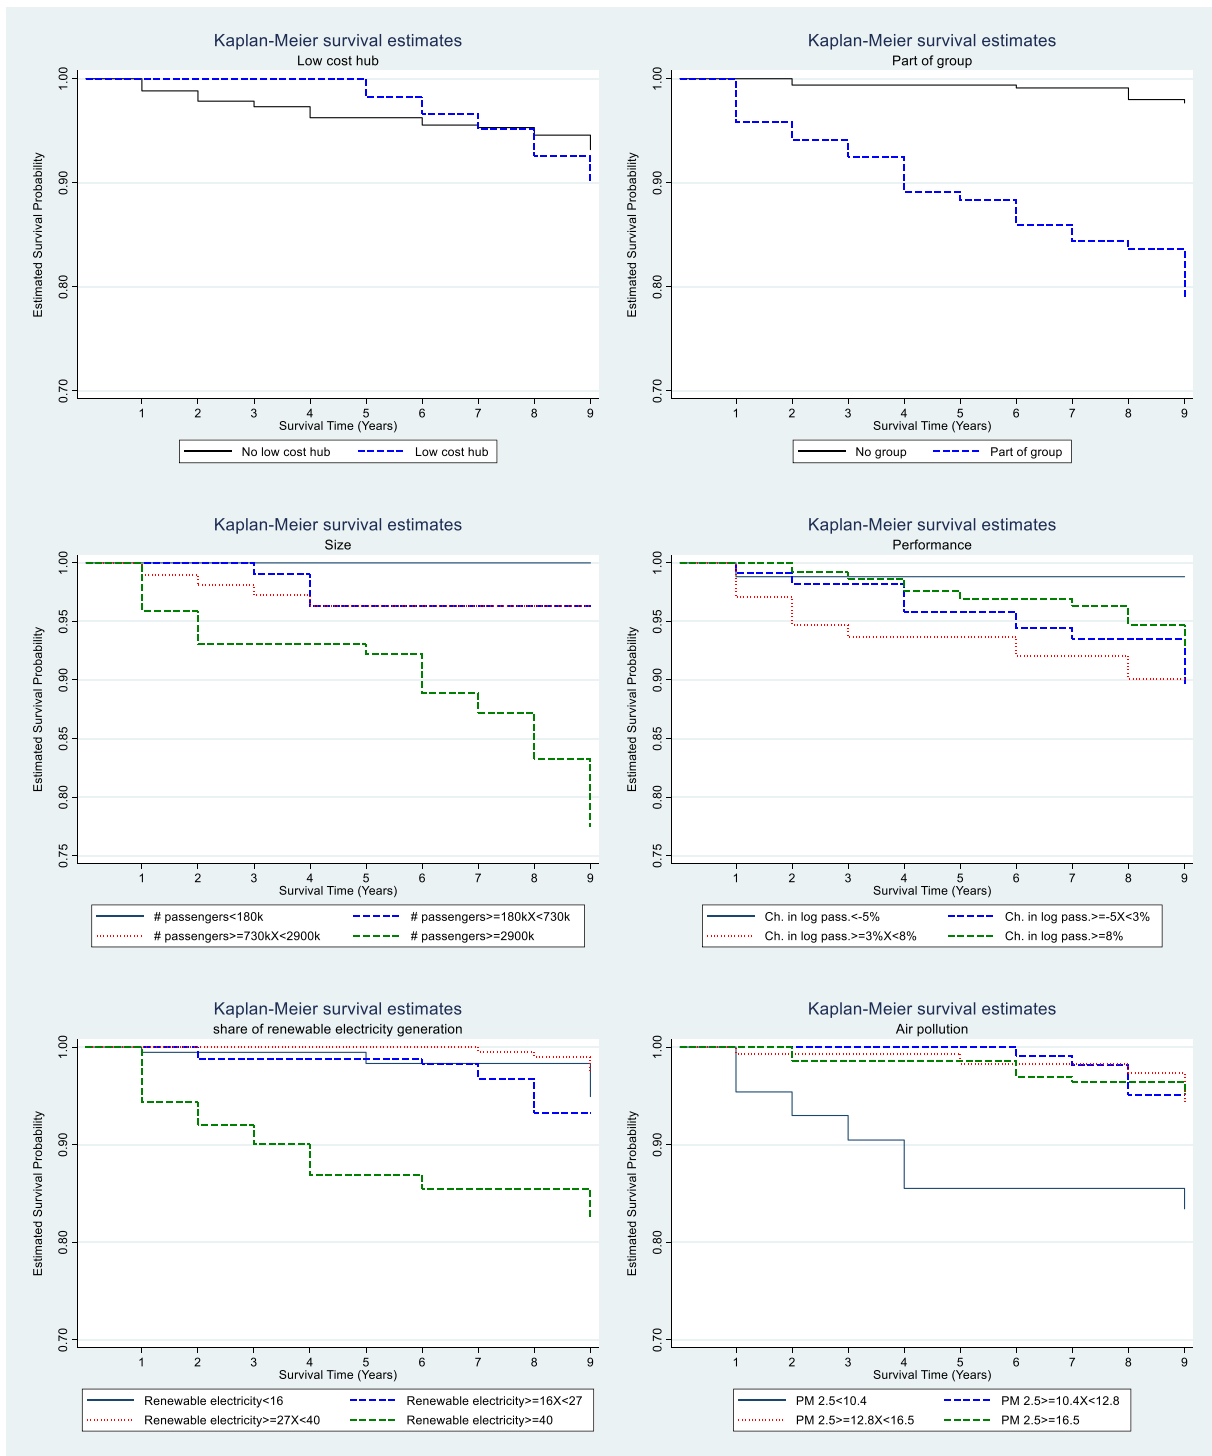 Kaplan-Meier survival estimates
Low cost hub
Estimated Survival Probability
1.00
0.90
0.80
0.70
1 2 3 4 5 6 7 8 9
Survival Time (Years)
No low cost hub Low cost hub
Kaplan-Meier survival estimates
Part of group
Estimated Survival Probability
1.00
0.90
0.80
0.70
1 2 3 4 5 6 7 8 9
Survival Time (Years)
No group Part of group
Kaplan-Meier survival estimates
Size
Estimated Survival Probability
1.00
0.95
0.90
0.85
0.80
0.75
1 2 3 4 5 6 7 8 9
Survival Time (Years)
# passengers<180k # passengers>=180kX<730k
# passengers>=730kX<2900k # passengers>=2900k
Kaplan-Meier survival estimates
Performance
Estimated Survival Probability
1.00
0.95
0.90
0.85
0.80
0.75
1 2 3 4 5 6 7 8 9
Survival Time (Years)
Ch. in log pass.<-5% Ch. in log pass.>=-5X<3%
Ch. in log pass.>=3%X<8% Ch. in log pass.>=8%
Kaplan-Meier survival estimates
share of renewable electricity generation
Estimated Survival Probability
1.00
0.90
0.80
0.70
1 2 3 4 5 6 7 8 9
Survival Time (Years)
Renewable electricity<16 Renewable electricity>=16X<27
Renewable electricity>=27X<40 Renewable electricity>=40
Kaplan-Meier survival estimates
Air pollution
Estimated Survival Probability
1.00
0.90
0.80
0.70
1 2 3 4 5 6 7 8 9
Survival Time (Years)
PM 2.5<10.4 PM 2.5>=10.4X<12.8
PM 2.5>=12.8X<16.5 PM 2.5>=16.5